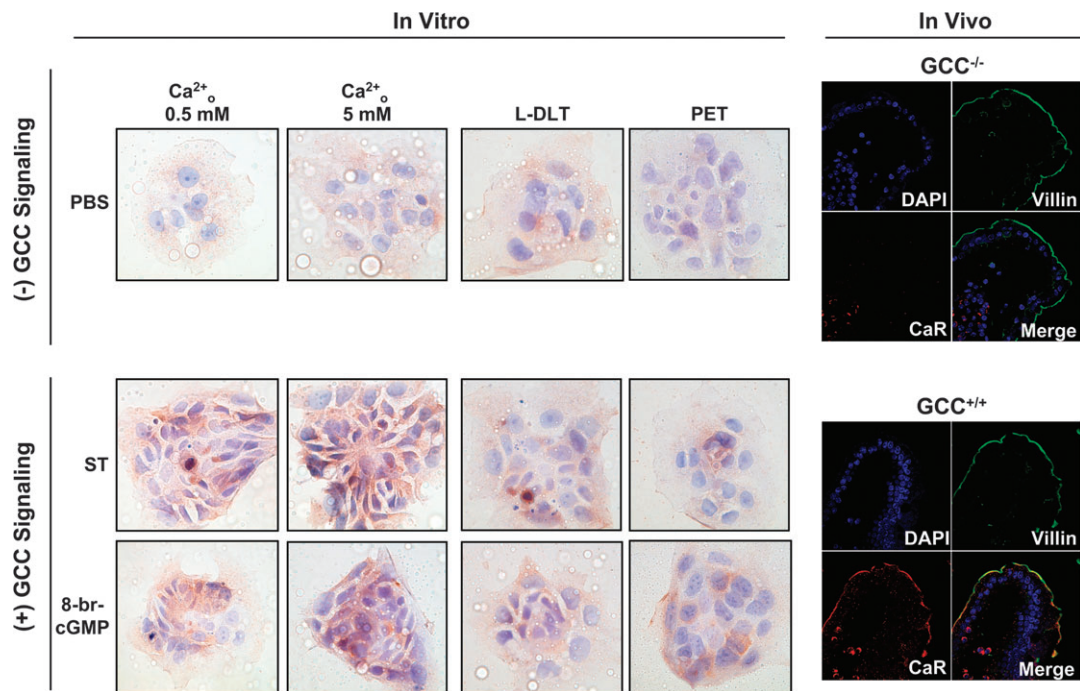 In Vitro
In Vivo
Ca²⁺ₒ
0.5 mM
Ca²⁺ₒ
5 mM
L-DLT
PET
GCC⁻/⁻
(-) GCC Signaling
PBS
DAPI
Villin
CaR
Merge
(+) GCC Signaling
ST
8-br-
cGMP
GCC⁺/⁺
DAPI
Villin
CaR
Merge